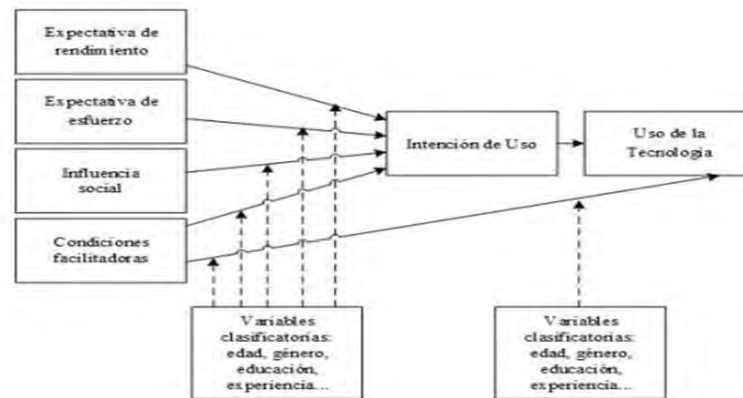 Expectativa de
rendimiento
Expectativa de
esfuerzo
Influencia
social
Condiciones
facilitadoras
Intención de Uso
Uso de la
Tecnología
Variables
clasificatorias:
edad, género,
educación,
experiencia...
Variables
clasificatorias:
edad, género,
educación,
experiencia...